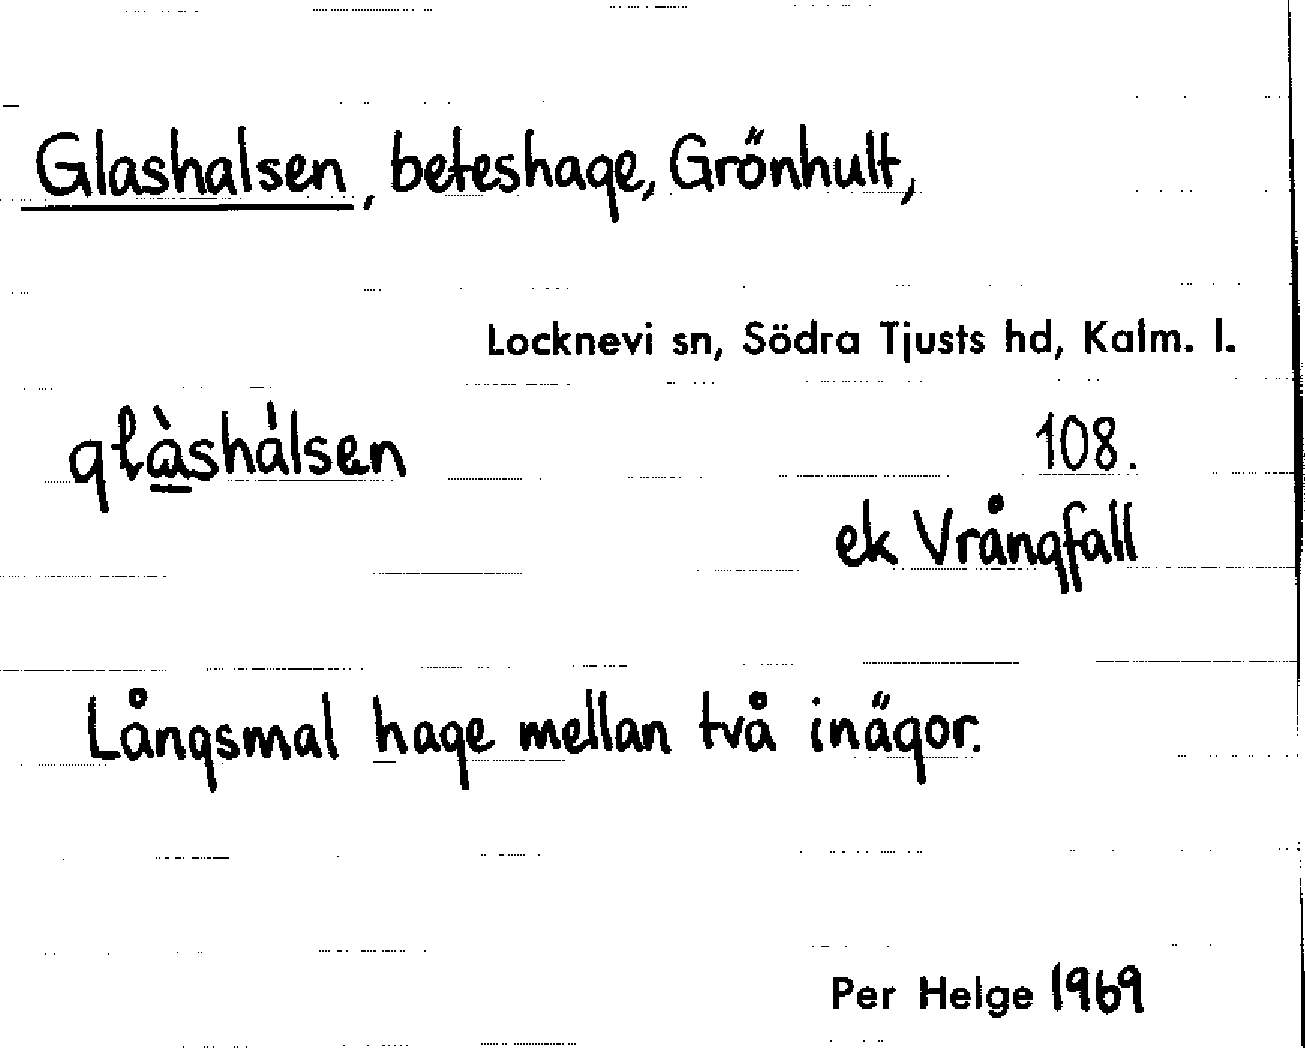 Glashalsen, beteshage, Grönhult,
Locknevi sn, Södra Tjusts hd, Kalm. l.
glàshálsen
108.
ek Vrångfall
Långsmal hage mellan två inägor.
Per Helge 1969